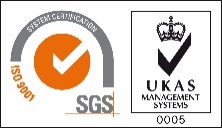 SYSTEM CERTIFICATION
ISO 9001
SGS
UKAS
MANAGEMENT
SYSTEMS
0005